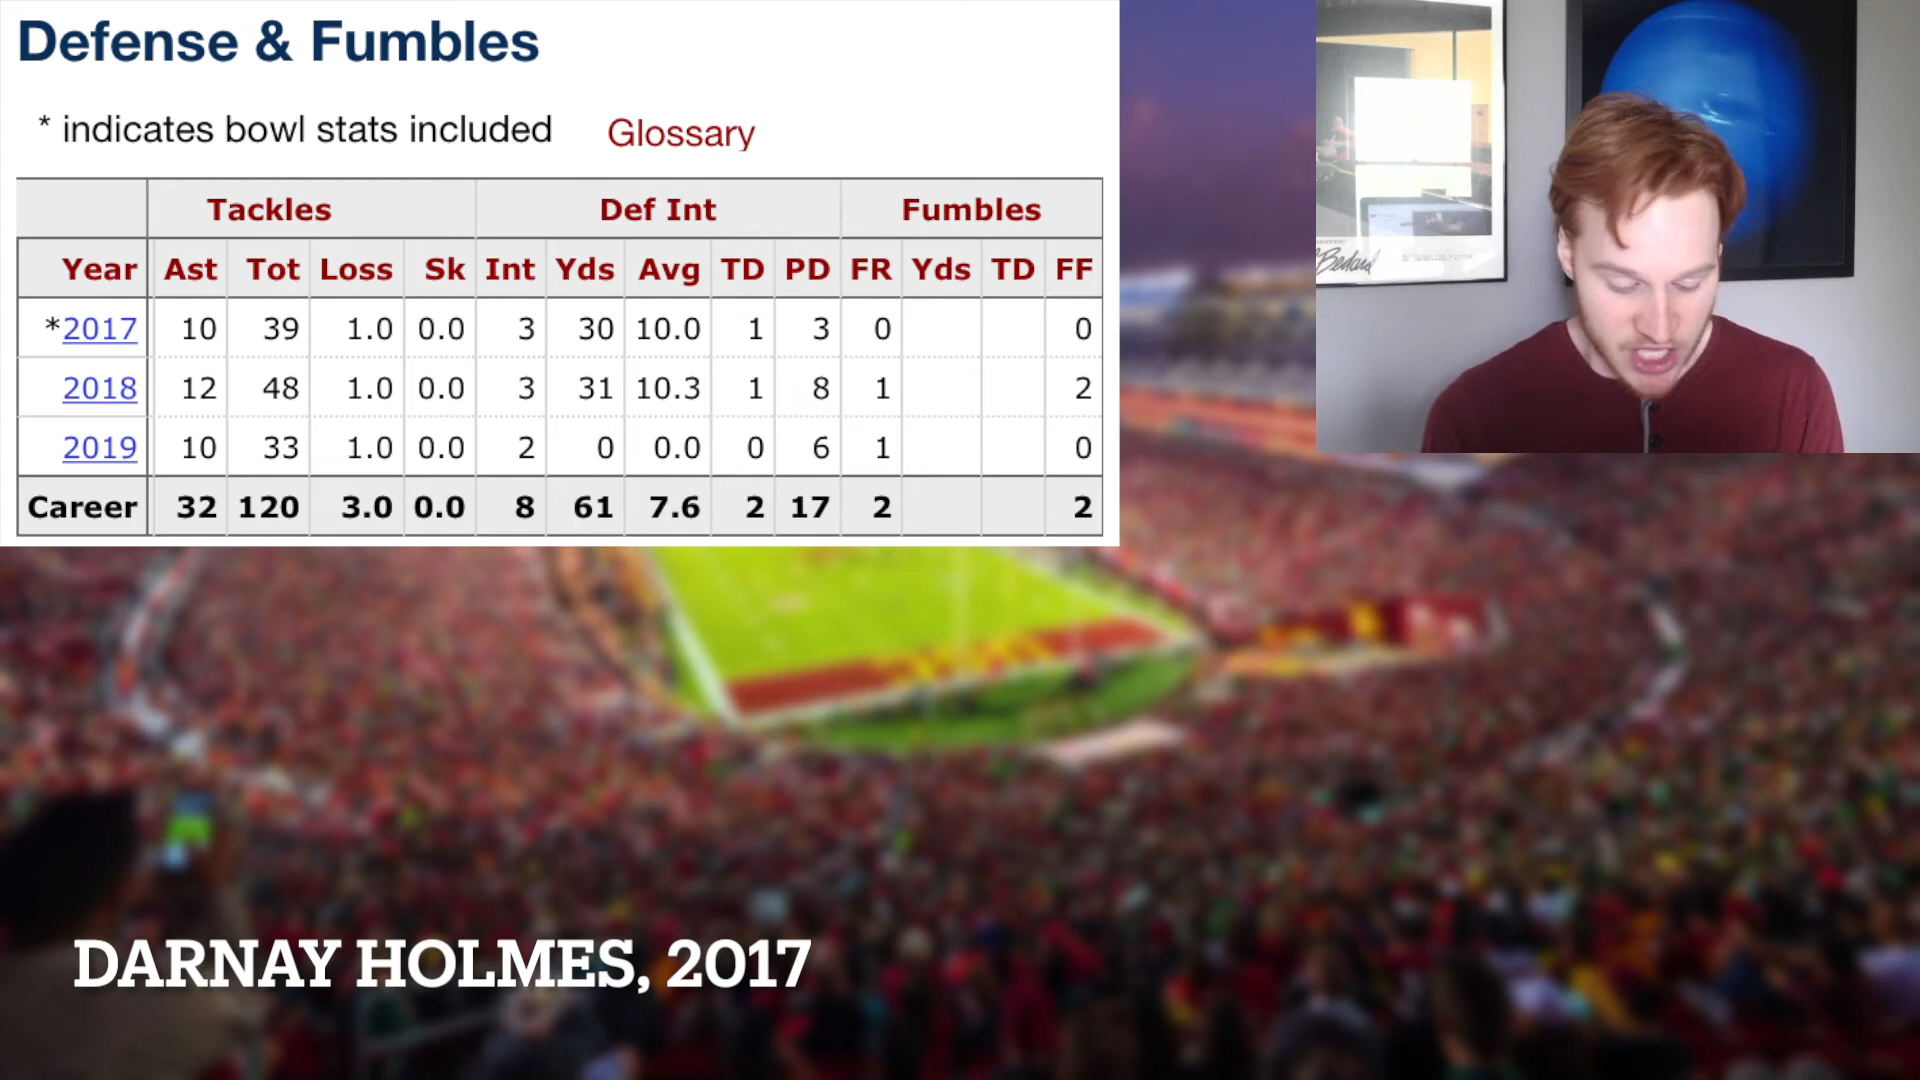 Defense & Fumbles
* indicates bowl stats included Glossary
Tackles Def Int Fumbles
Year Ast Tot Loss Sk Int Yds Avg TD PD FR Yds TD FF
*2017 10 39 1.0 0.0 3 30 10.0 1 3 0 0
2018 12 48 1.0 0.0 3 31 10.3 1 8 1 2
2019 10 33 1.0 0.0 2 0 0.0 0 6 1 0
Career 32 120 3.0 0.0 8 61 7.6 2 17 2 2
Bedard
DARNAY HOLMES, 2017